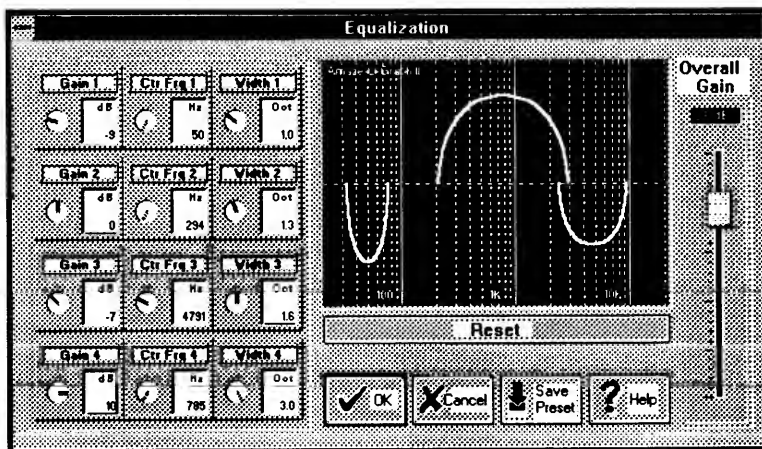 Equalization
Gain 1 Ctr Frq 1 Width 1
dB Hz Oct
-9 50 1.0
Gain 2 Ctr Frq 2 Width 2
dB Hz Oct
0 294 1.3
Gain 3 Ctr Frq 3 Width 3
dB Hz Oct
-7 4791 1.6
Gain 4 Ctr Frq 4 Width 4
dB Hz Oct
10 785 3.0
100 1K 10K
Reset
OK Cancel Save Preset Help
Overall
Gain